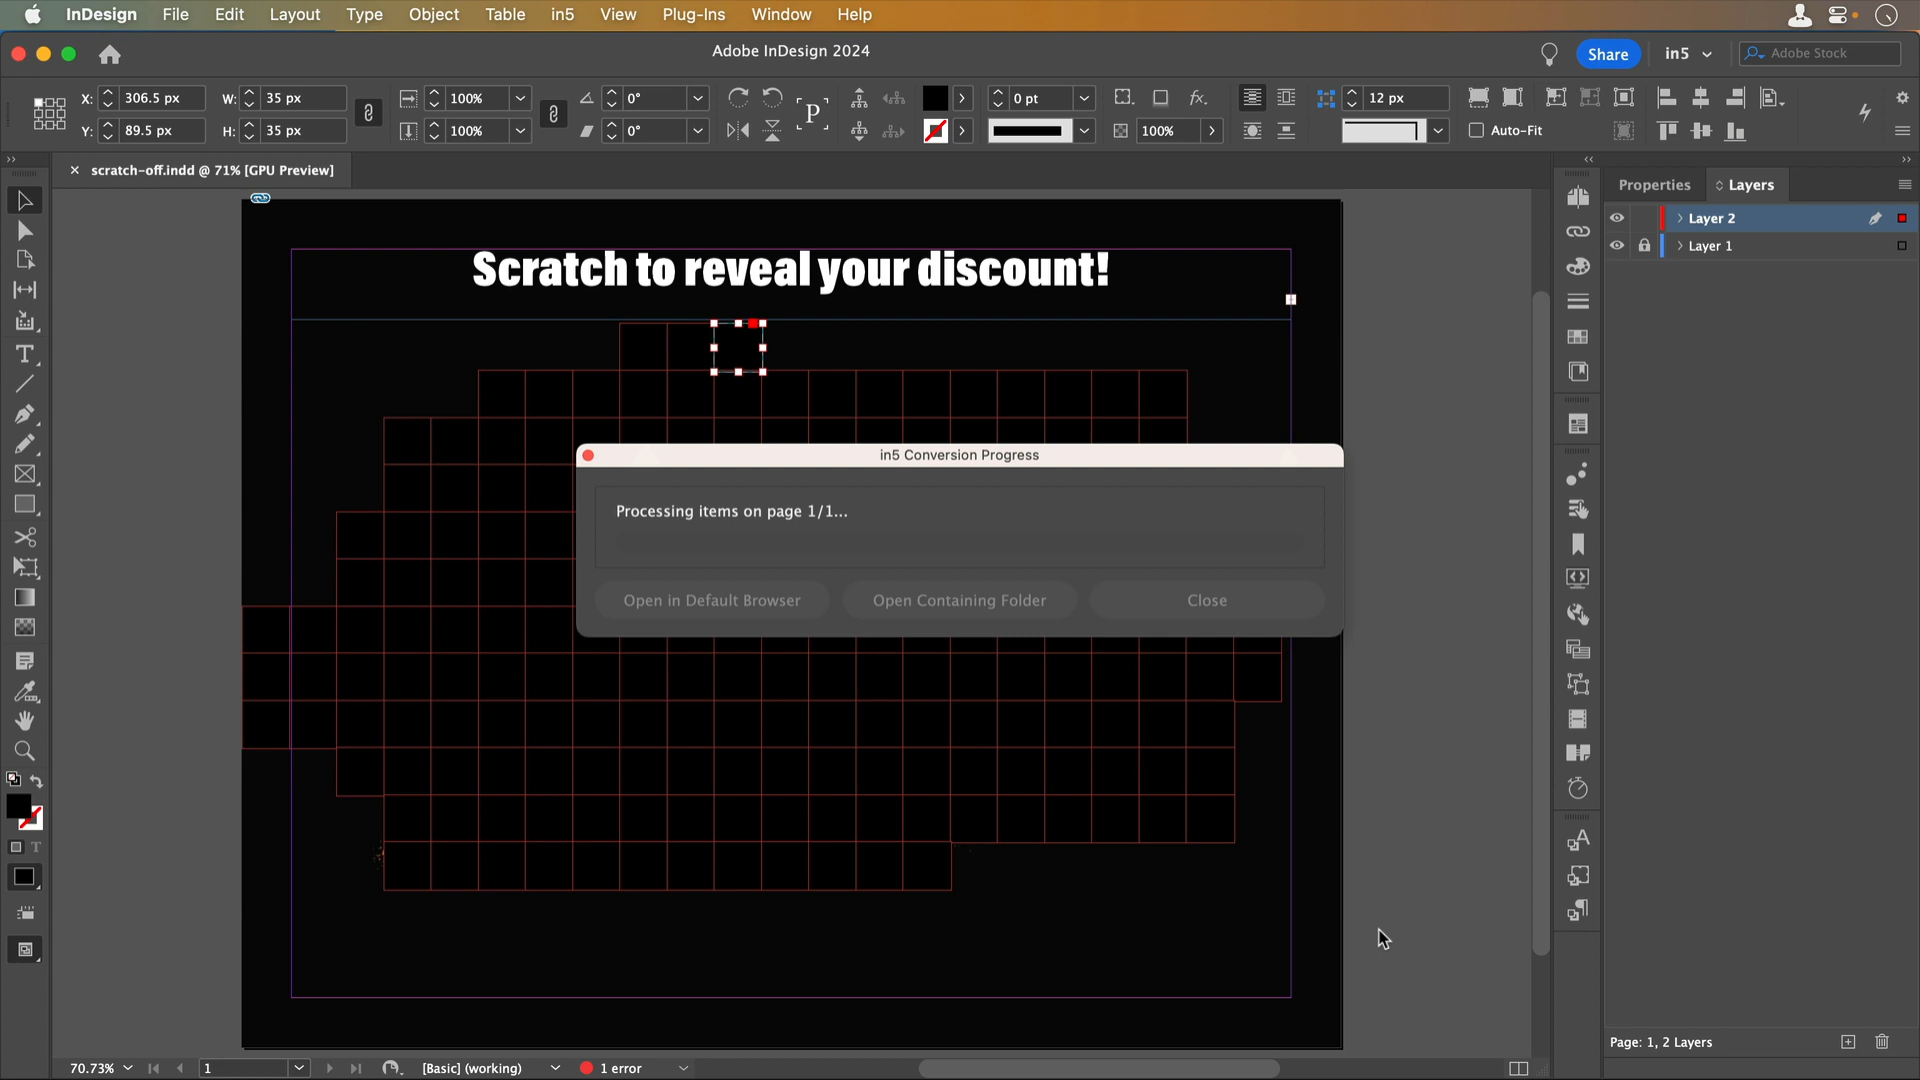 InDesign File Edit Layout Type Object Table in5 View Plug-Ins Window Help
Adobe InDesign 2024
Share
in5
Adobe Stock
X: 306.5 px W: 35 px 100% 0° 0 pt 12 px
Y: 89.5 px H: 35 px 100% 0° 100% Auto-Fit
P
fx.
× scratch-off.indd @ 71% [GPU Preview]
Properties Layers
Layer 2
Layer 1
Scratch to reveal your discount!
in5 Conversion Progress
Processing items on page 1/1...
Open in Default Browser Open Containing Folder Close
Page: 1, 2 Layers
70.73% 1 [Basic] (working) 1 error